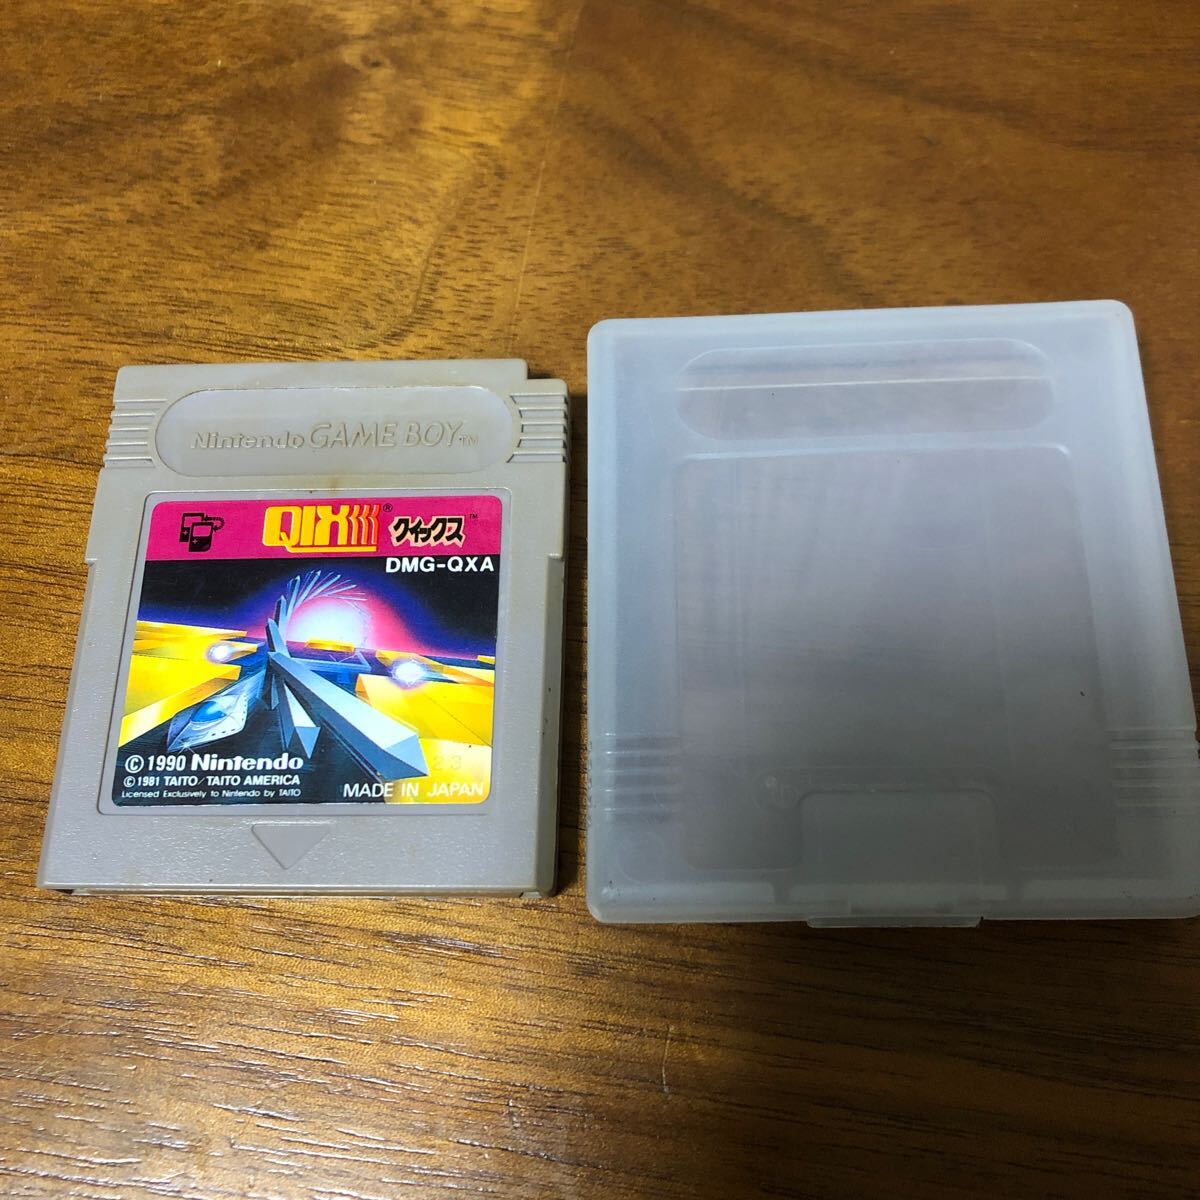 Nintendo GAME BOY™
QIX® クイックス™
DMG-QXA
© 1990 Nintendo
© 1981 TAITO/TAITO AMERICA
Licensed Exclusively to Nintendo by TAITO
23
MADE IN JAPAN